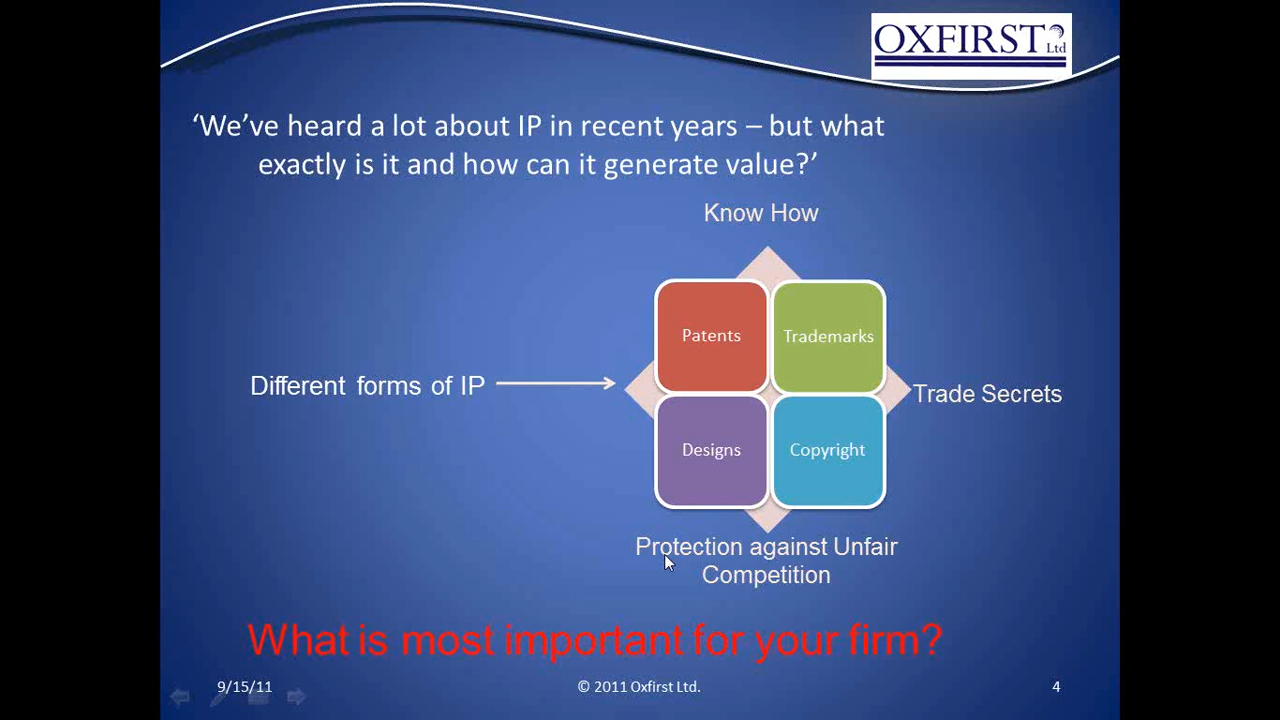 OXFIRST Ltd
‘We’ve heard a lot about IP in recent years – but what
exactly is it and how can it generate value?’
Know How
Patents
Trademarks
Different forms of IP
Trade Secrets
Designs
Copyright
Protection against Unfair
Competition
What is most important for your firm?
9/15/11
© 2011 Oxfirst Ltd.
4